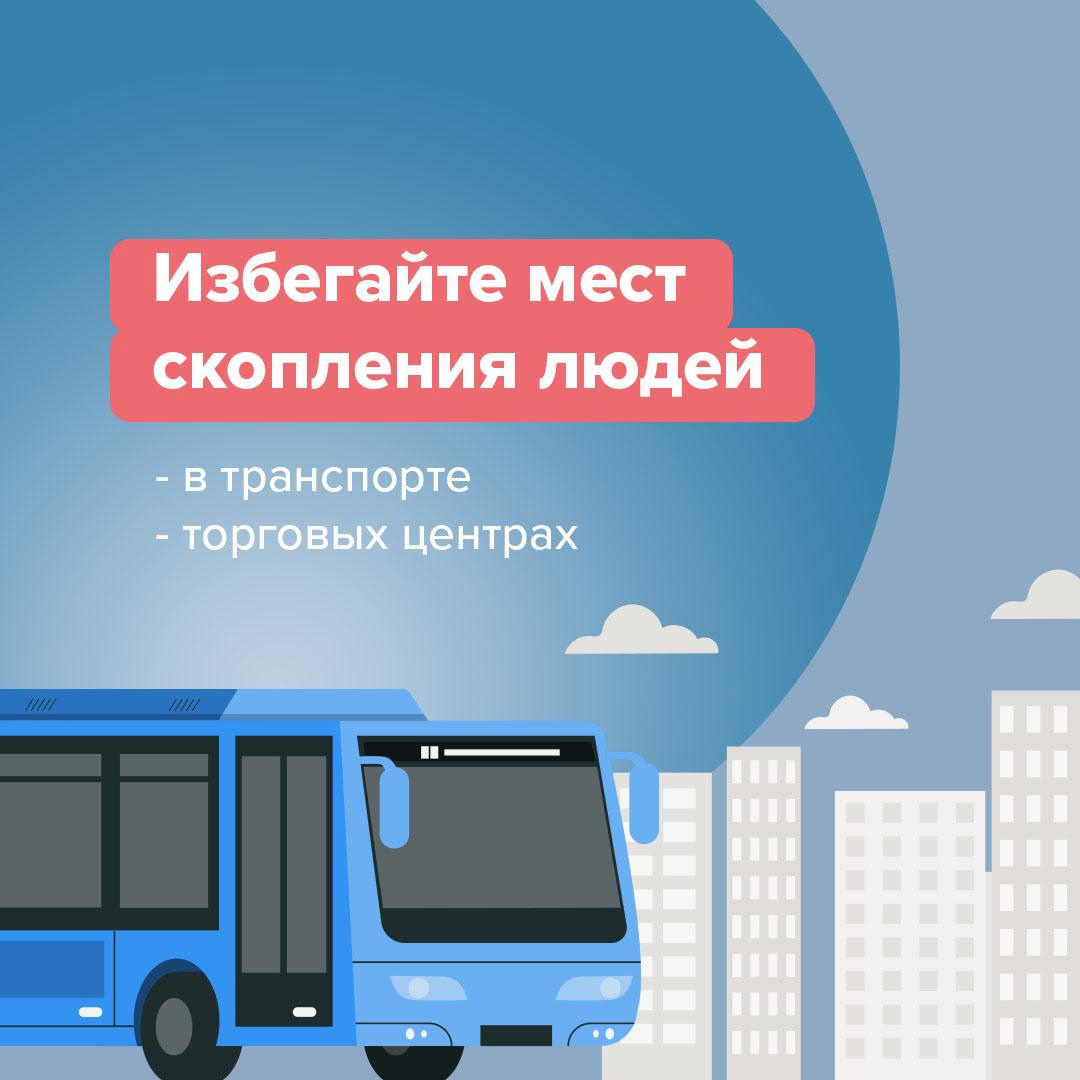 Избегайте мест
скопления людей
- в транспорте
- торговых центрах